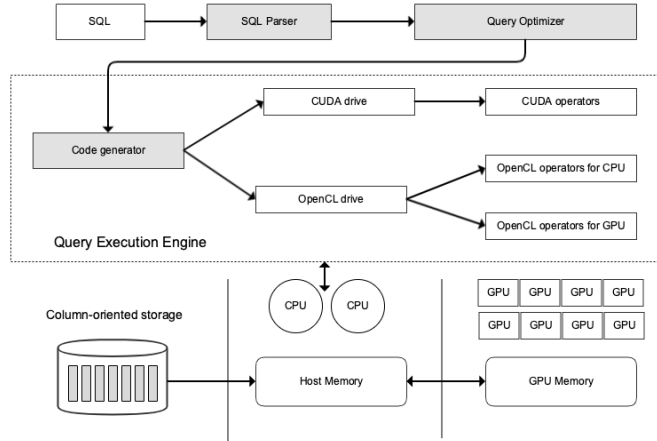 SQL
SQL Parser
Query Optimizer
CUDA drive
CUDA operators
Code generator
OpenCL operators for CPU
OpenCL drive
OpenCL operators for GPU
Query Execution Engine
CPU
CPU
GPU
GPU
GPU
GPU
Column-oriented storage
GPU
GPU
GPU
GPU
Host Memory
GPU Memory